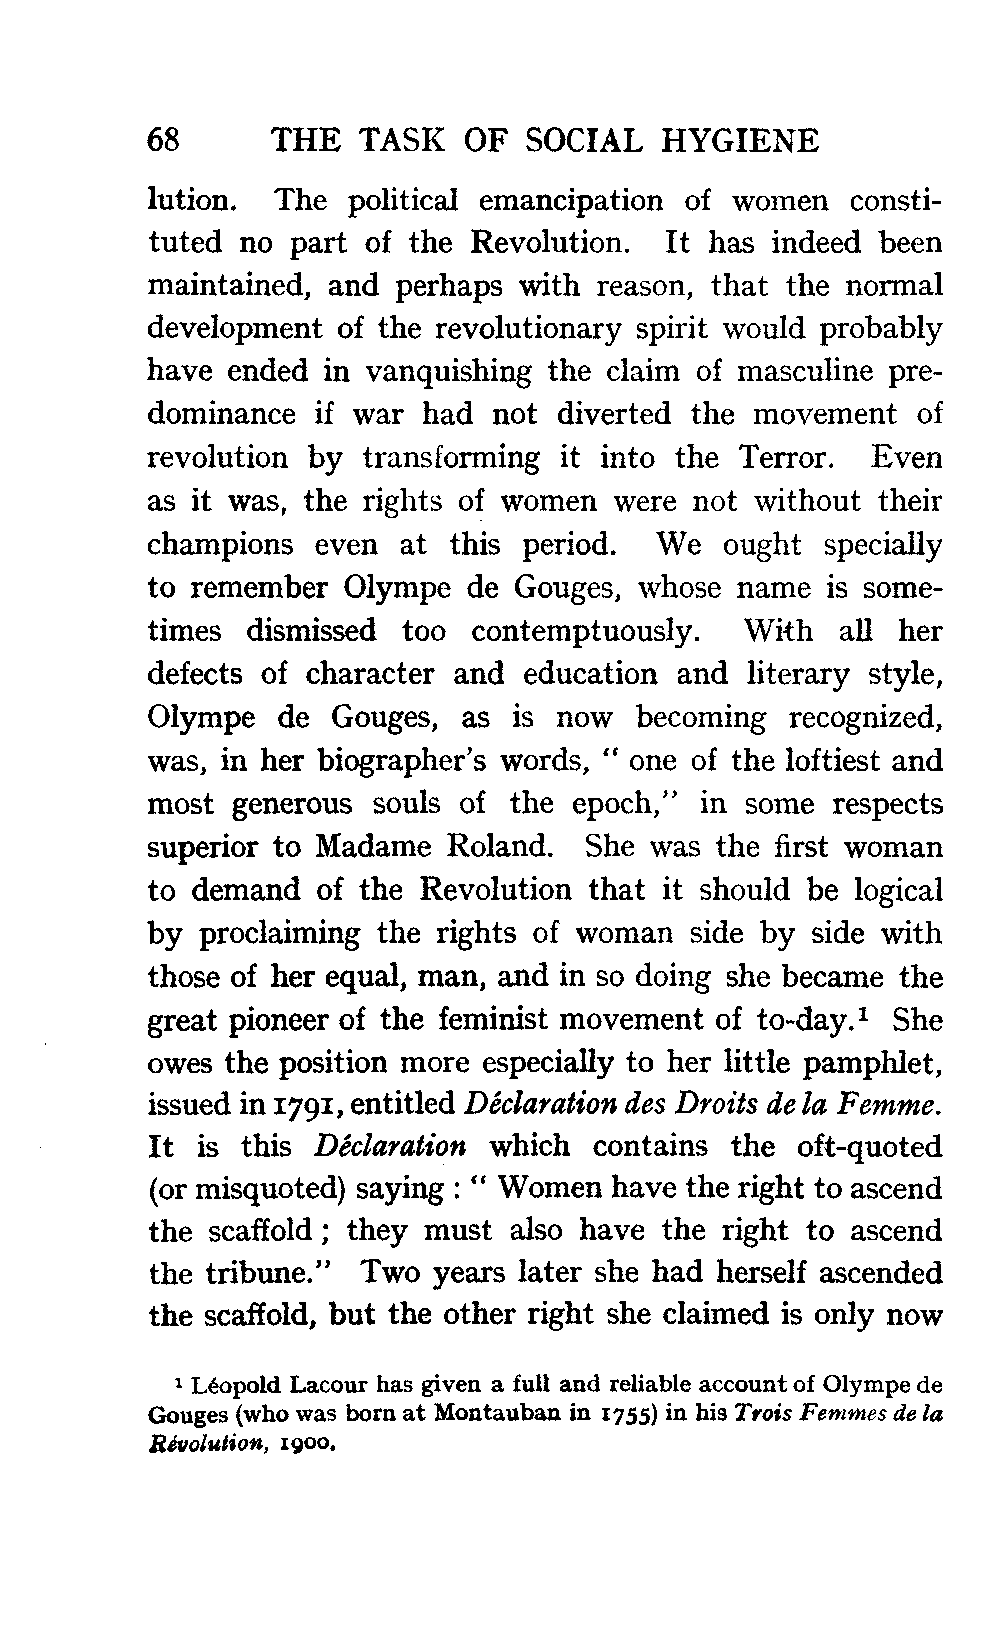 68 THE TASK OF SOCIAL HYGIENE
lution. The political emancipation of women consti-
tuted no part of the Revolution. It has indeed been
maintained, and perhaps with reason, that the normal
development of the revolutionary spirit would probably
have ended in vanquishing the claim of masculine pre-
dominance if war had not diverted the movement of
revolution by transforming it into the Terror. Even
as it was, the rights of women were not without their
champions even at this period. We ought specially
to remember Olympe de Gouges, whose name is some-
times dismissed too contemptuously. With all her
defects of character and education and literary style,
Olympe de Gouges, as is now becoming recognized,
was, in her biographer's words, " one of the loftiest and
most generous souls of the epoch," in some respects
superior to Madame Roland. She was the first woman
to demand of the Revolution that it should be logical
by proclaiming the rights of woman side by side with
those of her equal, man, and in so doing she became the
great pioneer of the feminist movement of to-day.¹ She
owes the position more especially to her little pamphlet,
issued in 1791, entitled Déclaration des Droits de la Femme.
It is this Déclaration which contains the oft-quoted
(or misquoted) saying : " Women have the right to ascend
the scaffold ; they must also have the right to ascend
the tribune." Two years later she had herself ascended
the scaffold, but the other right she claimed is only now
¹ Léopold Lacour has given a full and reliable account of Olympe de
Gouges (who was born at Montauban in 1755) in his Trois Femmes de la
Révolution, 1900.